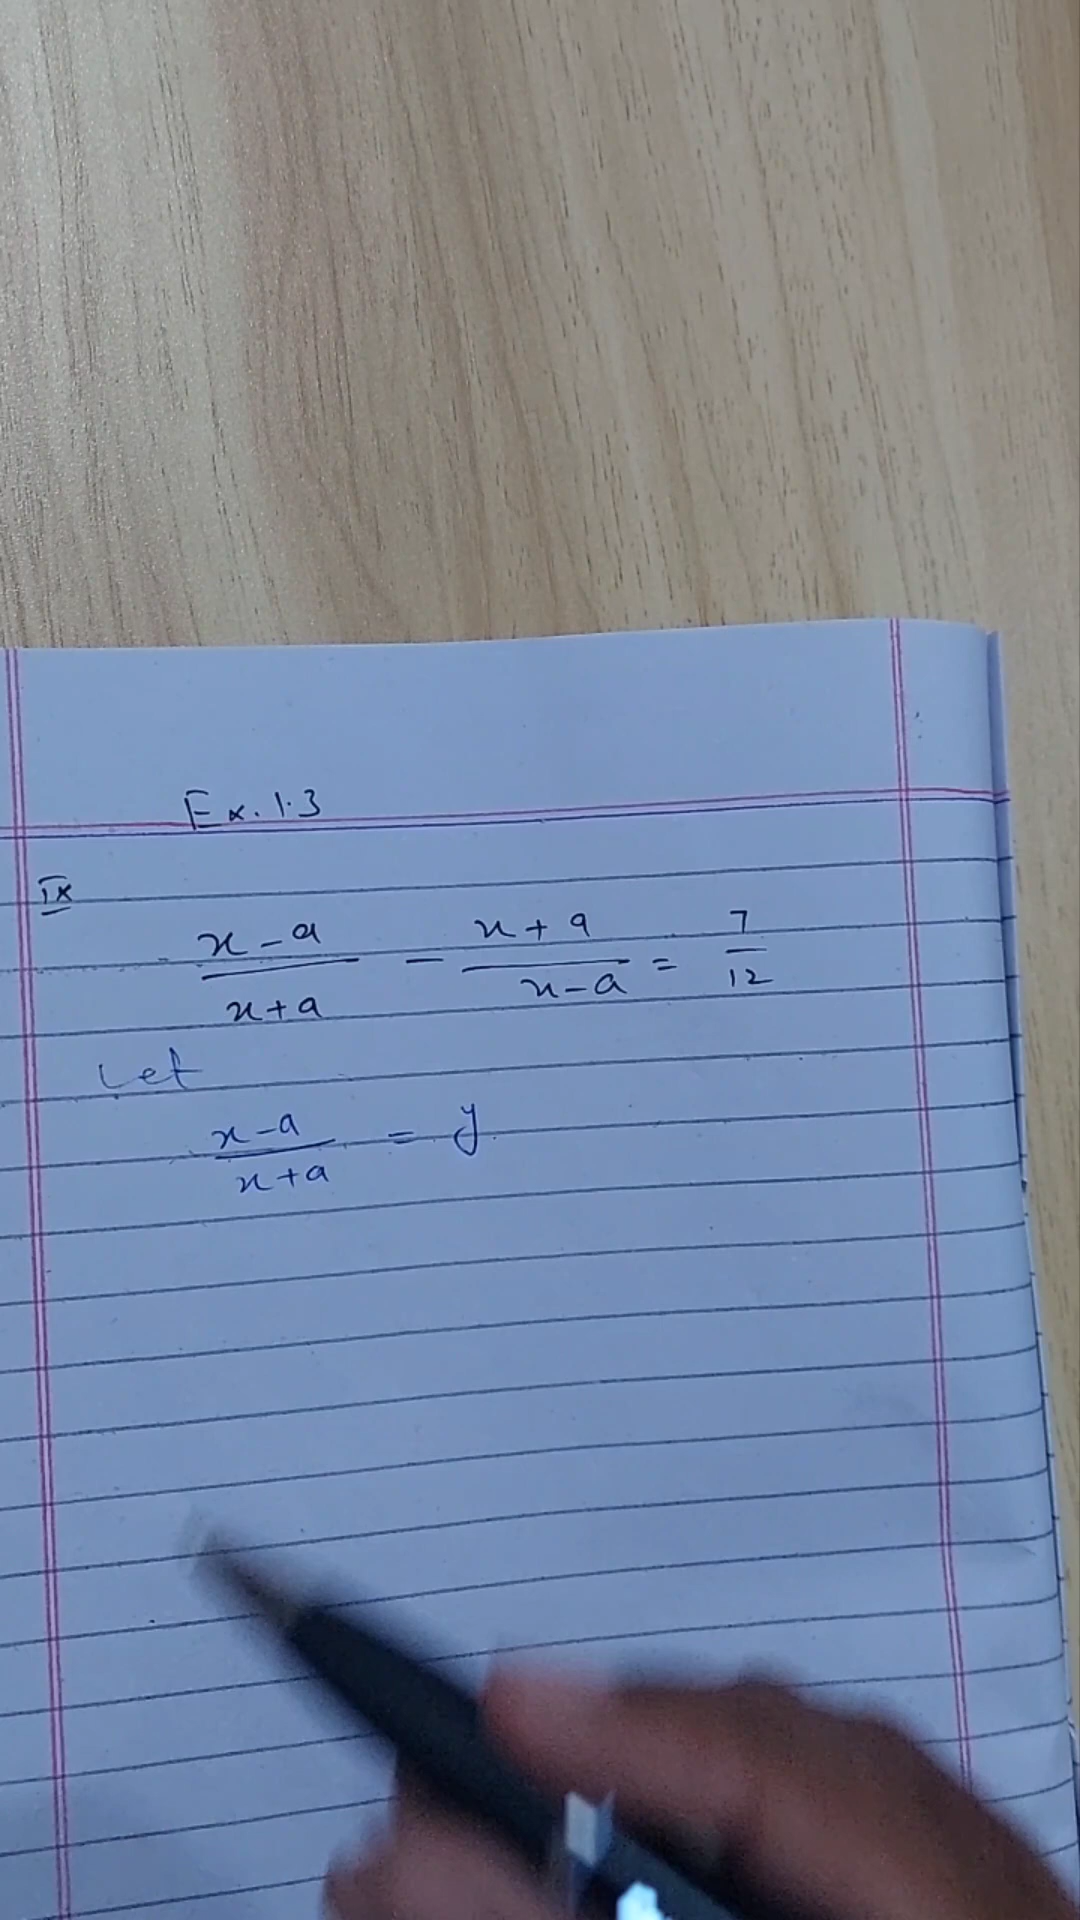 Ex. 1.3
ix
x - a / x + a - x + a / x - a = 7 / 12
Let
x - a / x + a = y